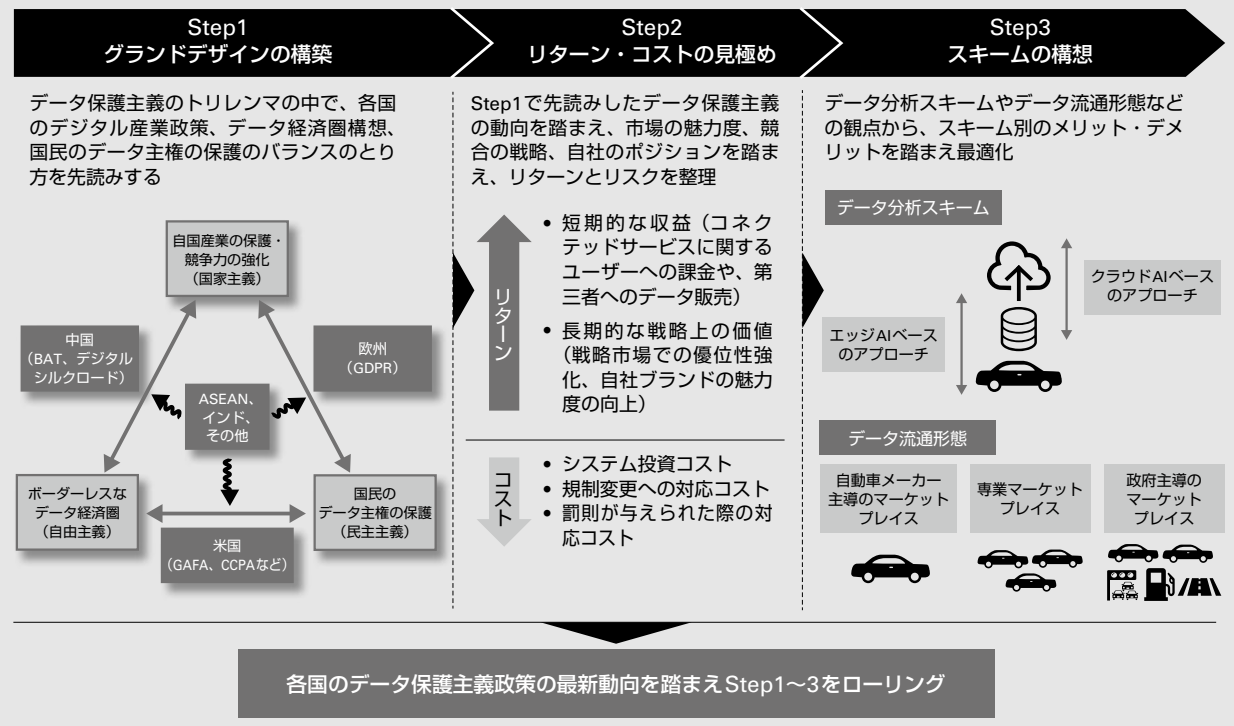 Step1
グランドデザインの構築
データ保護主義のトリレンマの中で、各国
のデジタル産業政策、データ経済圏構想、
国民のデータ主権の保護のバランスのとり
方を先読みする
自国産業の保護・
競争力の強化
（国家主義）
中国
（BAT、デジタル
シルクロード）
欧州
（GDPR）
ASEAN、
インド、
その他
ボーダーレスな
データ経済圏
（自由主義）
国民の
データ主権の保護
（民主主義）
米国
（GAFA、CCPAなど）
Step2
リターン・コストの見極め
Step1で先読みしたデータ保護主義
の動向を踏まえ、市場の魅力度、競
合の戦略、自社のポジションを踏ま
え、リターンとリスクを整理
リターン
• 短期的な収益（コネク
テッドサービスに関する
ユーザーへの課金や、第
三者へのデータ販売）
• 長期的な戦略上の価値
（戦略市場での優位性強
化、自社ブランドの魅力
度の向上）
コスト
• システム投資コスト
• 規制変更への対応コスト
• 罰則が与えられた際の対
応コスト
Step3
スキームの構想
データ分析スキームやデータ流通形態など
の観点から、スキーム別のメリット・デメ
リットを踏まえ最適化
データ分析スキーム
クラウドAIベース
のアプローチ
エッジAIベース
のアプローチ
データ流通形態
自動車メーカー
主導のマーケット
プレイス
専業マーケット
プレイス
政府主導の
マーケット
プレイス
各国のデータ保護主義政策の最新動向を踏まえStep1～3をローリング